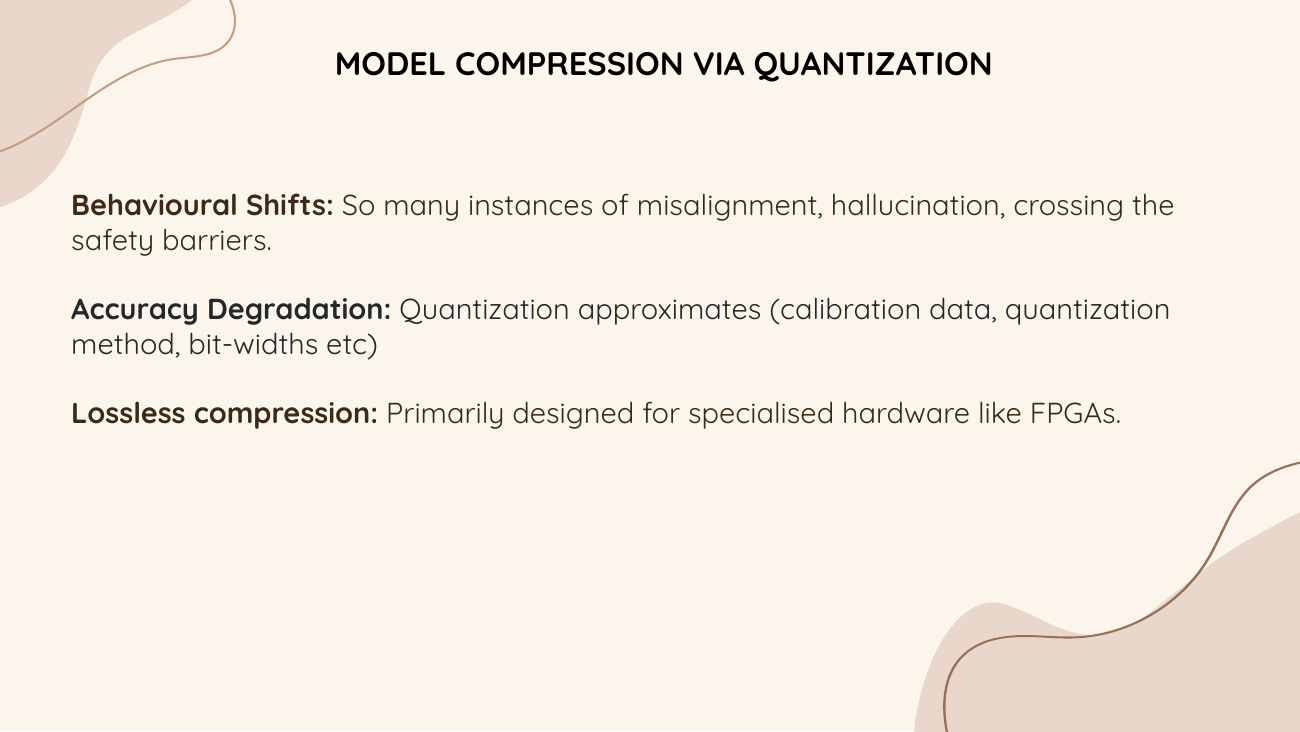 MODEL COMPRESSION VIA QUANTIZATION
Behavioural Shifts: So many instances of misalignment, hallucination, crossing the
safety barriers.
Accuracy Degradation: Quantization approximates (calibration data, quantization
method, bit-widths etc)
Lossless compression: Primarily designed for specialised hardware like FPGAs.